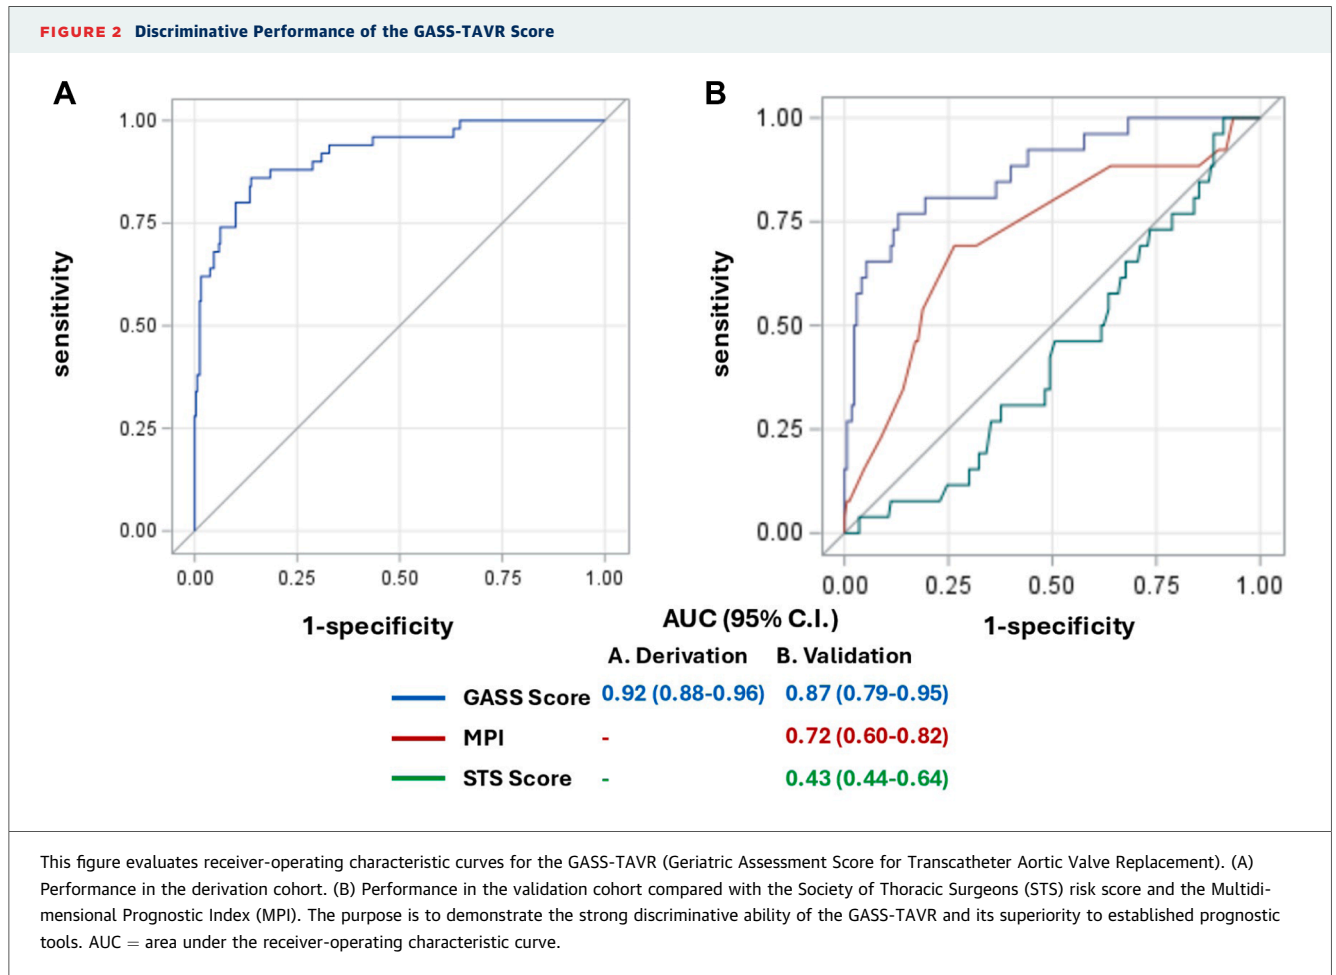 FIGURE 2 Discriminative Performance of the GASS-TAVR Score
A
1.00
0.75
0.50
0.25
0.00
sensitivity
0.00 0.25 0.50 0.75 1.00
1-specificity
B
1.00
0.75
0.50
0.25
0.00
sensitivity
0.00 0.25 0.50 0.75 1.00
1-specificity
AUC (95% C.I.)
A. Derivation B. Validation
GASS Score 0.92 (0.88-0.96) 0.87 (0.79-0.95)
MPI - 0.72 (0.60-0.82)
STS Score - 0.43 (0.44-0.64)
This figure evaluates receiver-operating characteristic curves for the GASS-TAVR (Geriatric Assessment Score for Transcatheter Aortic Valve Replacement). (A)
Performance in the derivation cohort. (B) Performance in the validation cohort compared with the Society of Thoracic Surgeons (STS) risk score and the Multidi-
mensional Prognostic Index (MPI). The purpose is to demonstrate the strong discriminative ability of the GASS-TAVR and its superiority to established prognostic
tools. AUC = area under the receiver-operating characteristic curve.